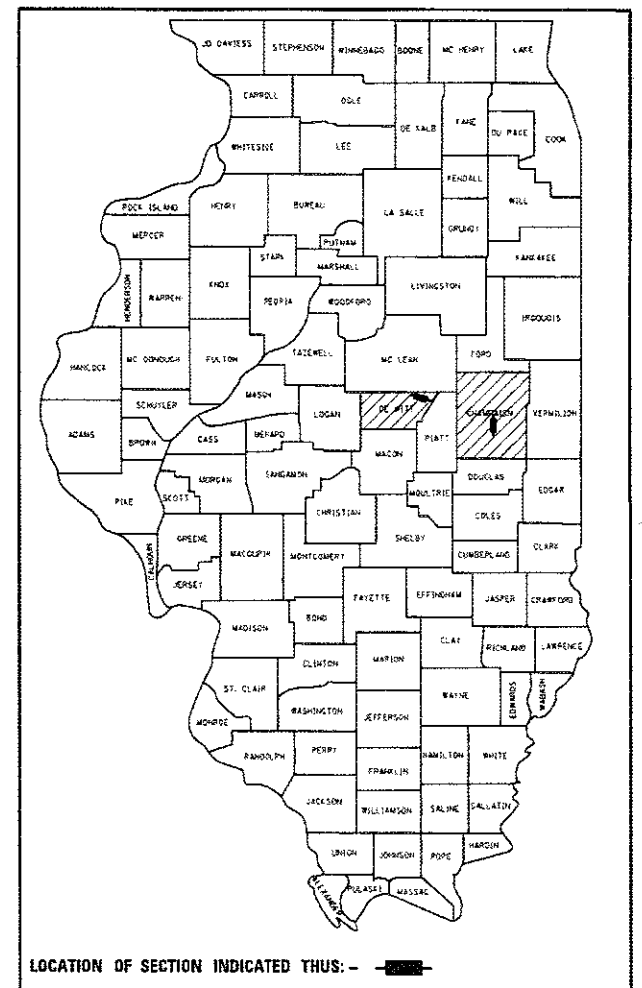 JO DAVIESS STEPHENSON WINNEBAGO BOONE MC HENRY LAKE
CARROLL OGLE DE KALB KANE DU PAGE COOK
WHITESIDE LEE
KENDALL WILL
ROCK ISLAND HENRY BUREAU LA SALLE GRUNDY
MERCER PUTNAM KANKAKEE
STARK MARSHALL
HENDERSON WARREN KNOX PEORIA WOODFORD LIVINGSTON IROQUOIS
HANCOCK MC DONOUGH FULTON TAZEWELL MC LEAN FORD
SCHUYLER MASON LOGAN DE WITT CHAMPAIGN VERMILION
ADAMS BROWN CASS MENARD MACON PIATT
PIKE SCOTT MORGAN SANGAMON MOULTRIE DOUGLAS EDGAR
CHRISTIAN COLES
CALHOUN GREENE MACOUPIN MONTGOMERY SHELBY CUMBERLAND CLARK
JERSEY FAYETTE EFFINGHAM JASPER CRAWFORD
MADISON BOND CLAY RICHLAND LAWRENCE
CLINTON MARION
ST. CLAIR WAYNE EDWARDS WABASH
MONROE WASHINGTON JEFFERSON
RANDOLPH PERRY HAMILTON WHITE
FRANKLIN
JACKSON WILLIAMSON SALINE GALLATIN
UNION JOHNSON POPE HARDIN
ALEXANDER PULASKI MASSAC
LOCATION OF SECTION INDICATED THUS: - -